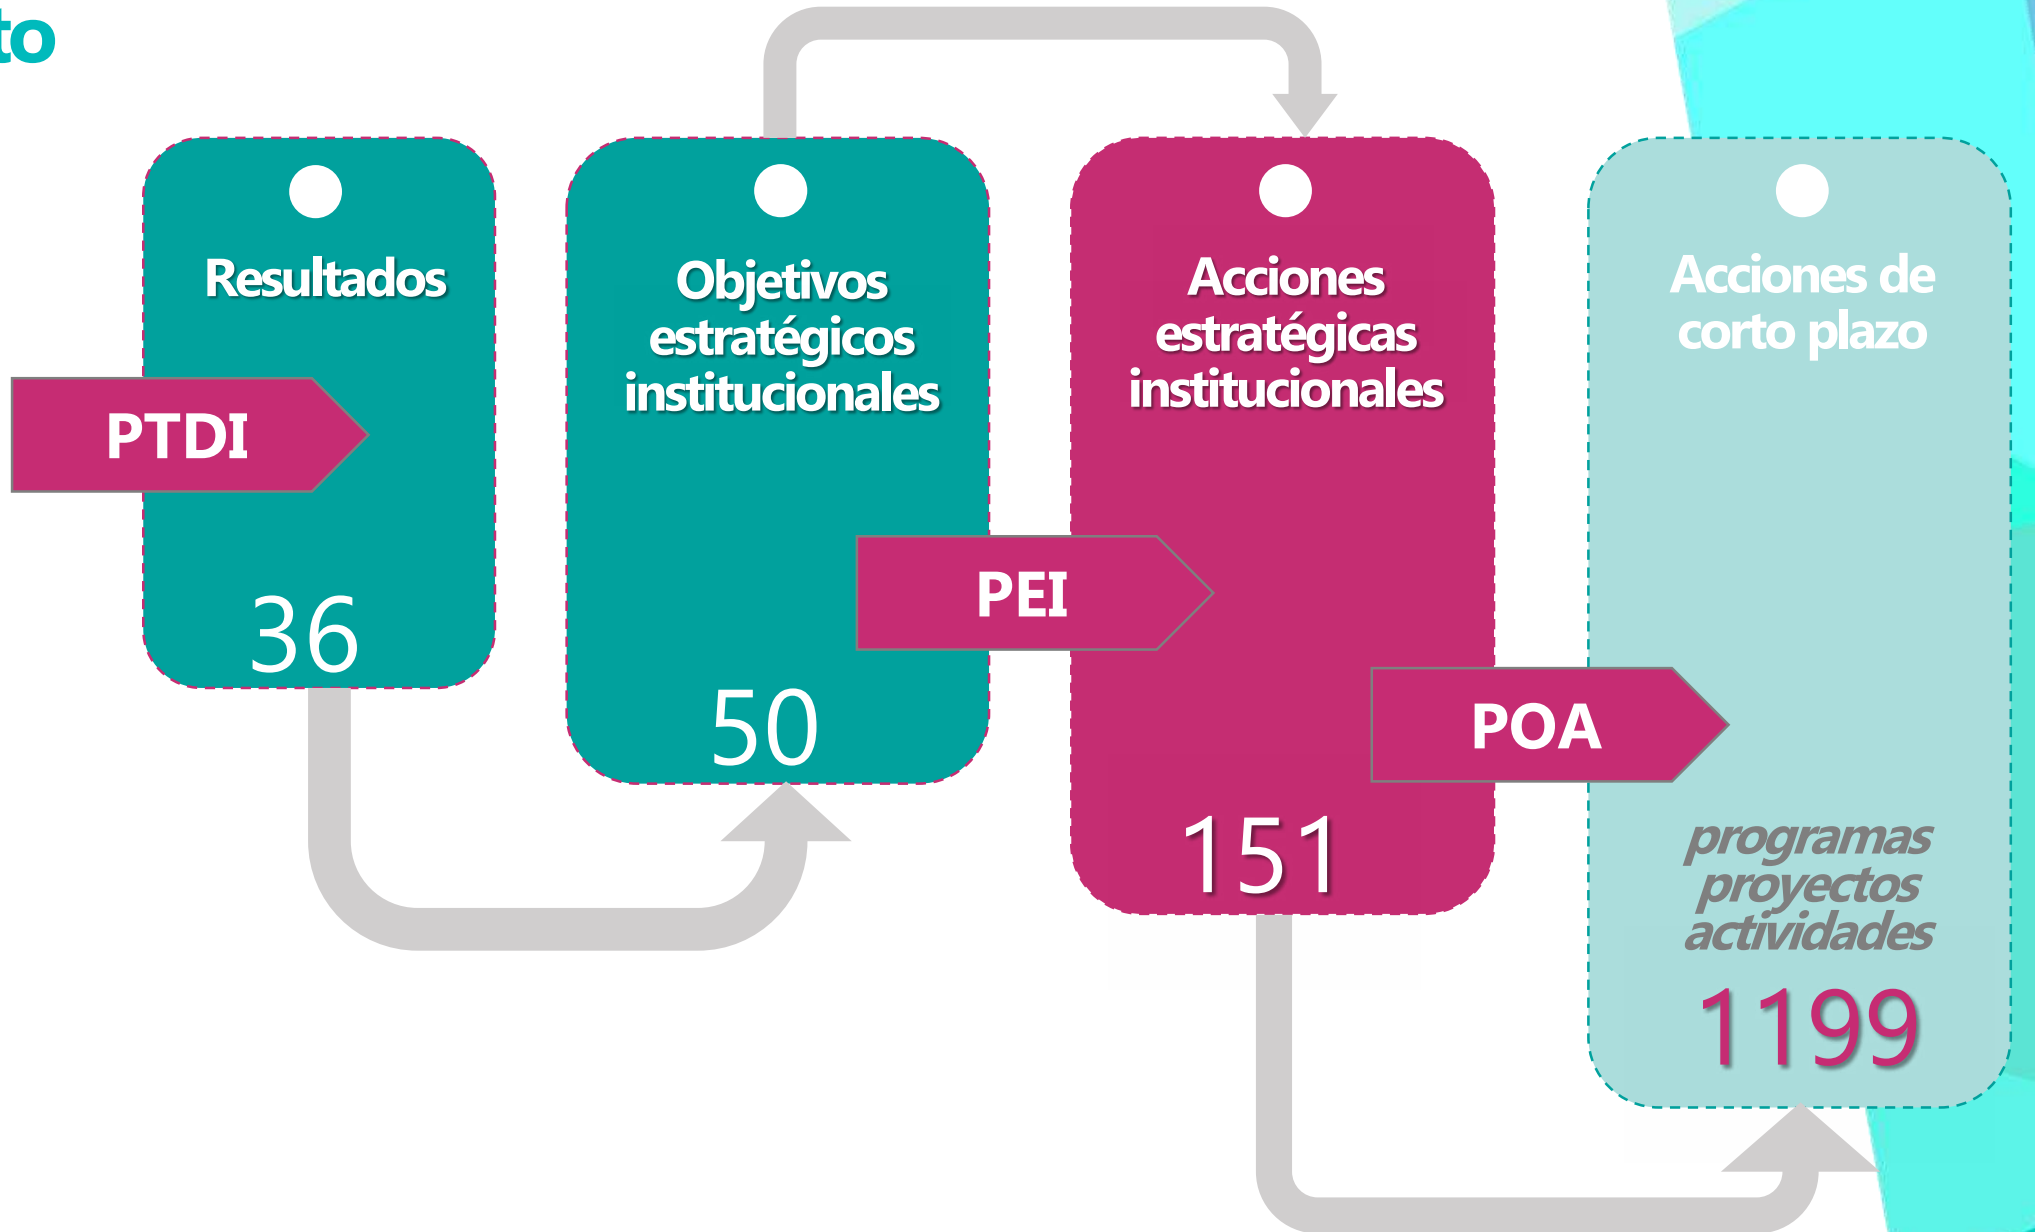 to
Resultados
PTDI
36
Objetivos
estratégicos
institucionales
PEI
50
Acciones
estratégicas
institucionales
POA
151
Acciones de
corto plazo
programas
proyectos
actividades
1199